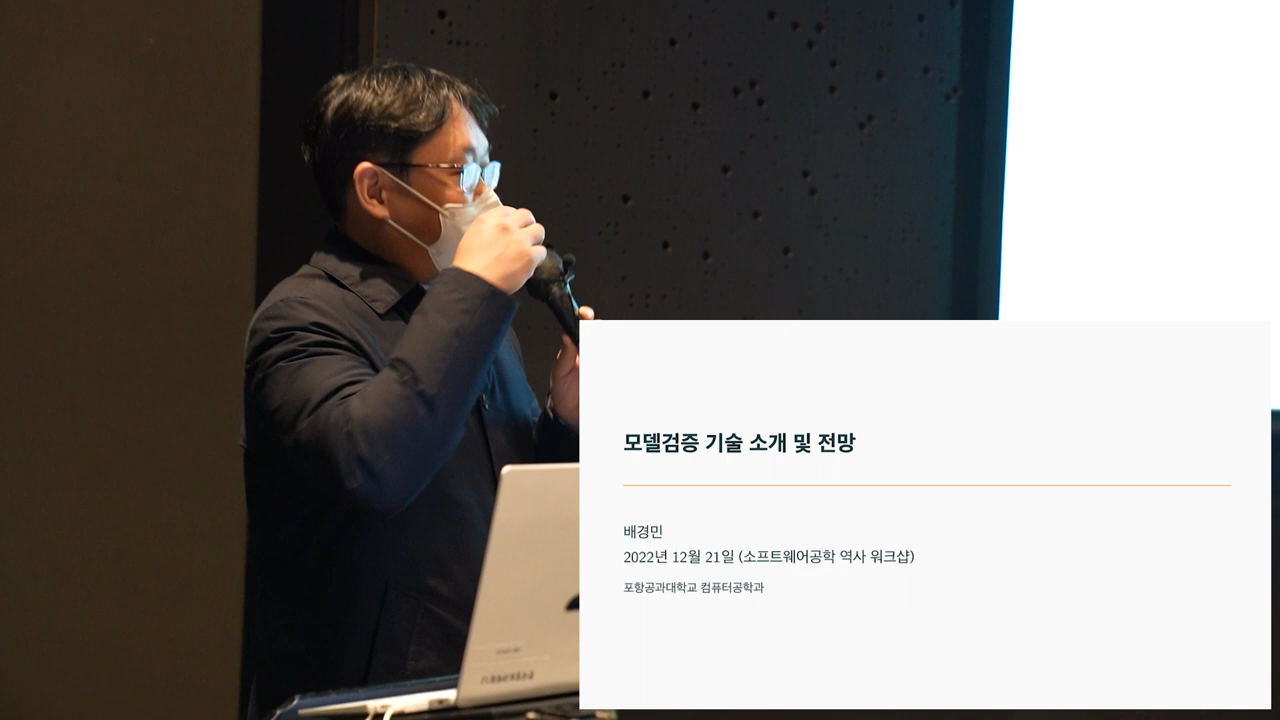 모델검증 기술 소개 및 전망
배경민
2022년 12월 21일 (소프트웨어공학 역사 워크샵)
포항공과대학교 컴퓨터공학과